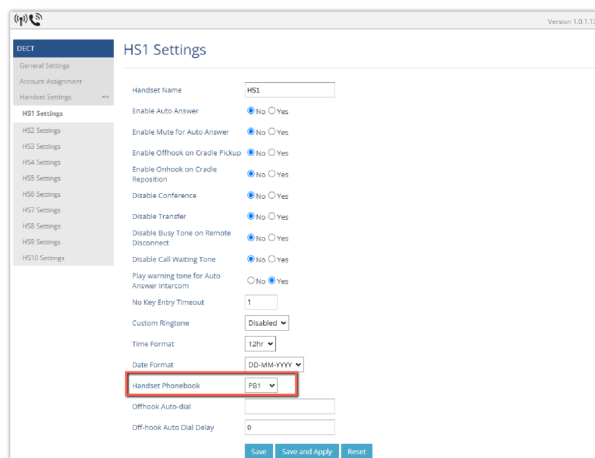 Version 1.0.1.13
DECT
HS1 Settings
General Settings
Account Assignment
Handset Settings
HS1 Settings
HS2 Settings
HS3 Settings
HS4 Settings
HS5 Settings
HS6 Settings
HS7 Settings
HS8 Settings
HS9 Settings
HS10 Settings
Handset Name HS1
Enable Auto Answer No Yes
Enable Mute for Auto Answer No Yes
Enable Offhook on Cradle Pickup No Yes
Enable Onhook on Cradle
Reposition No Yes
Disable Conference No Yes
Disable Transfer No Yes
Disable Busy Tone on Remote
Disconnect No Yes
Disable Call Waiting Tone No Yes
Play warning tone for Auto
Answer Intercom No Yes
No Key Entry Timeout 1
Custom Ringtone Disabled
Time Format 12hr
Date Format DD-MM-YYYY
Handset Phonebook PB1
Offhook Auto-dial
Off-hook Auto Dial Delay 0
Save Save and Apply Reset